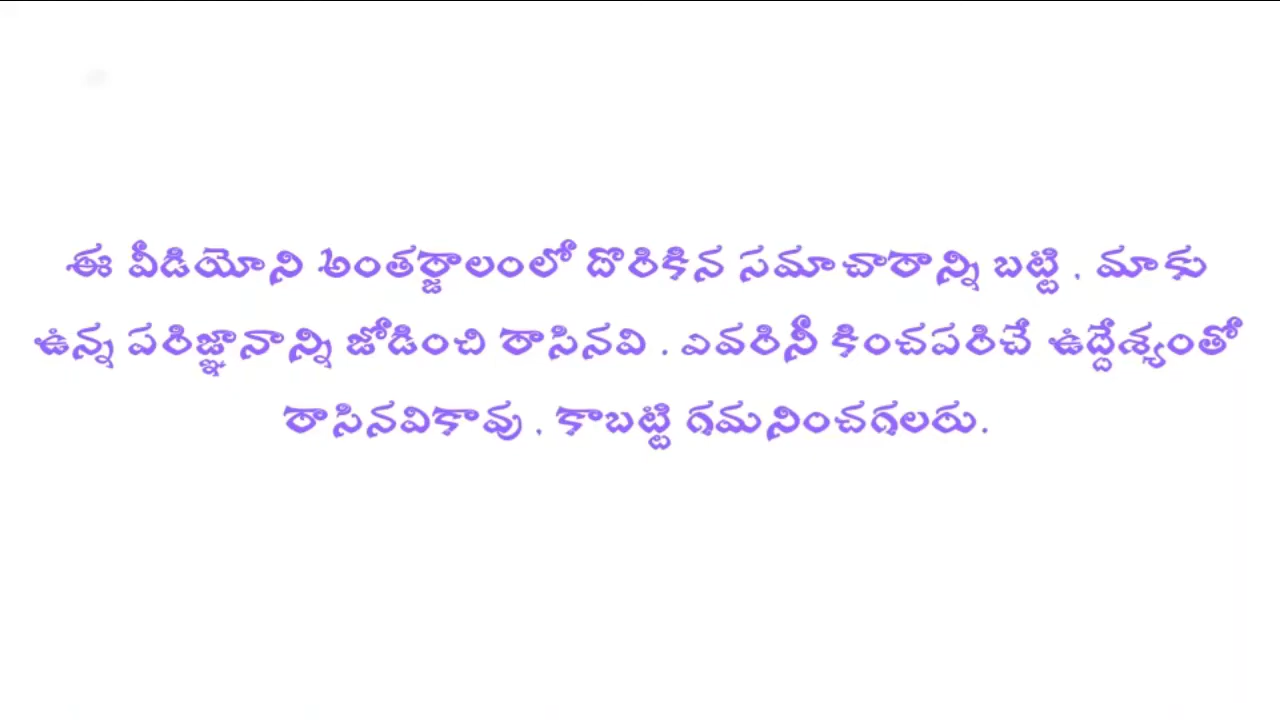 ఈ వీడియోని అంతర్జాలంలో దొరికిన సమాచారాన్ని బట్టి , మాకు
ఉన్న పరిజ్ఞానాన్ని జోడించి రాసినవి . ఎవరినీ కించపరిచే ఉద్దేశ్యంతో
రాసినవికావు , కాబట్టి గమనించగలరు.